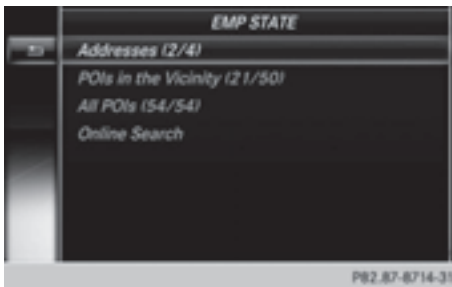 EMP STATE
Addresses (2/4)
POIs in the Vicinity (21/50)
All POIs (54/54)
Online Search
P82.87-8714-31